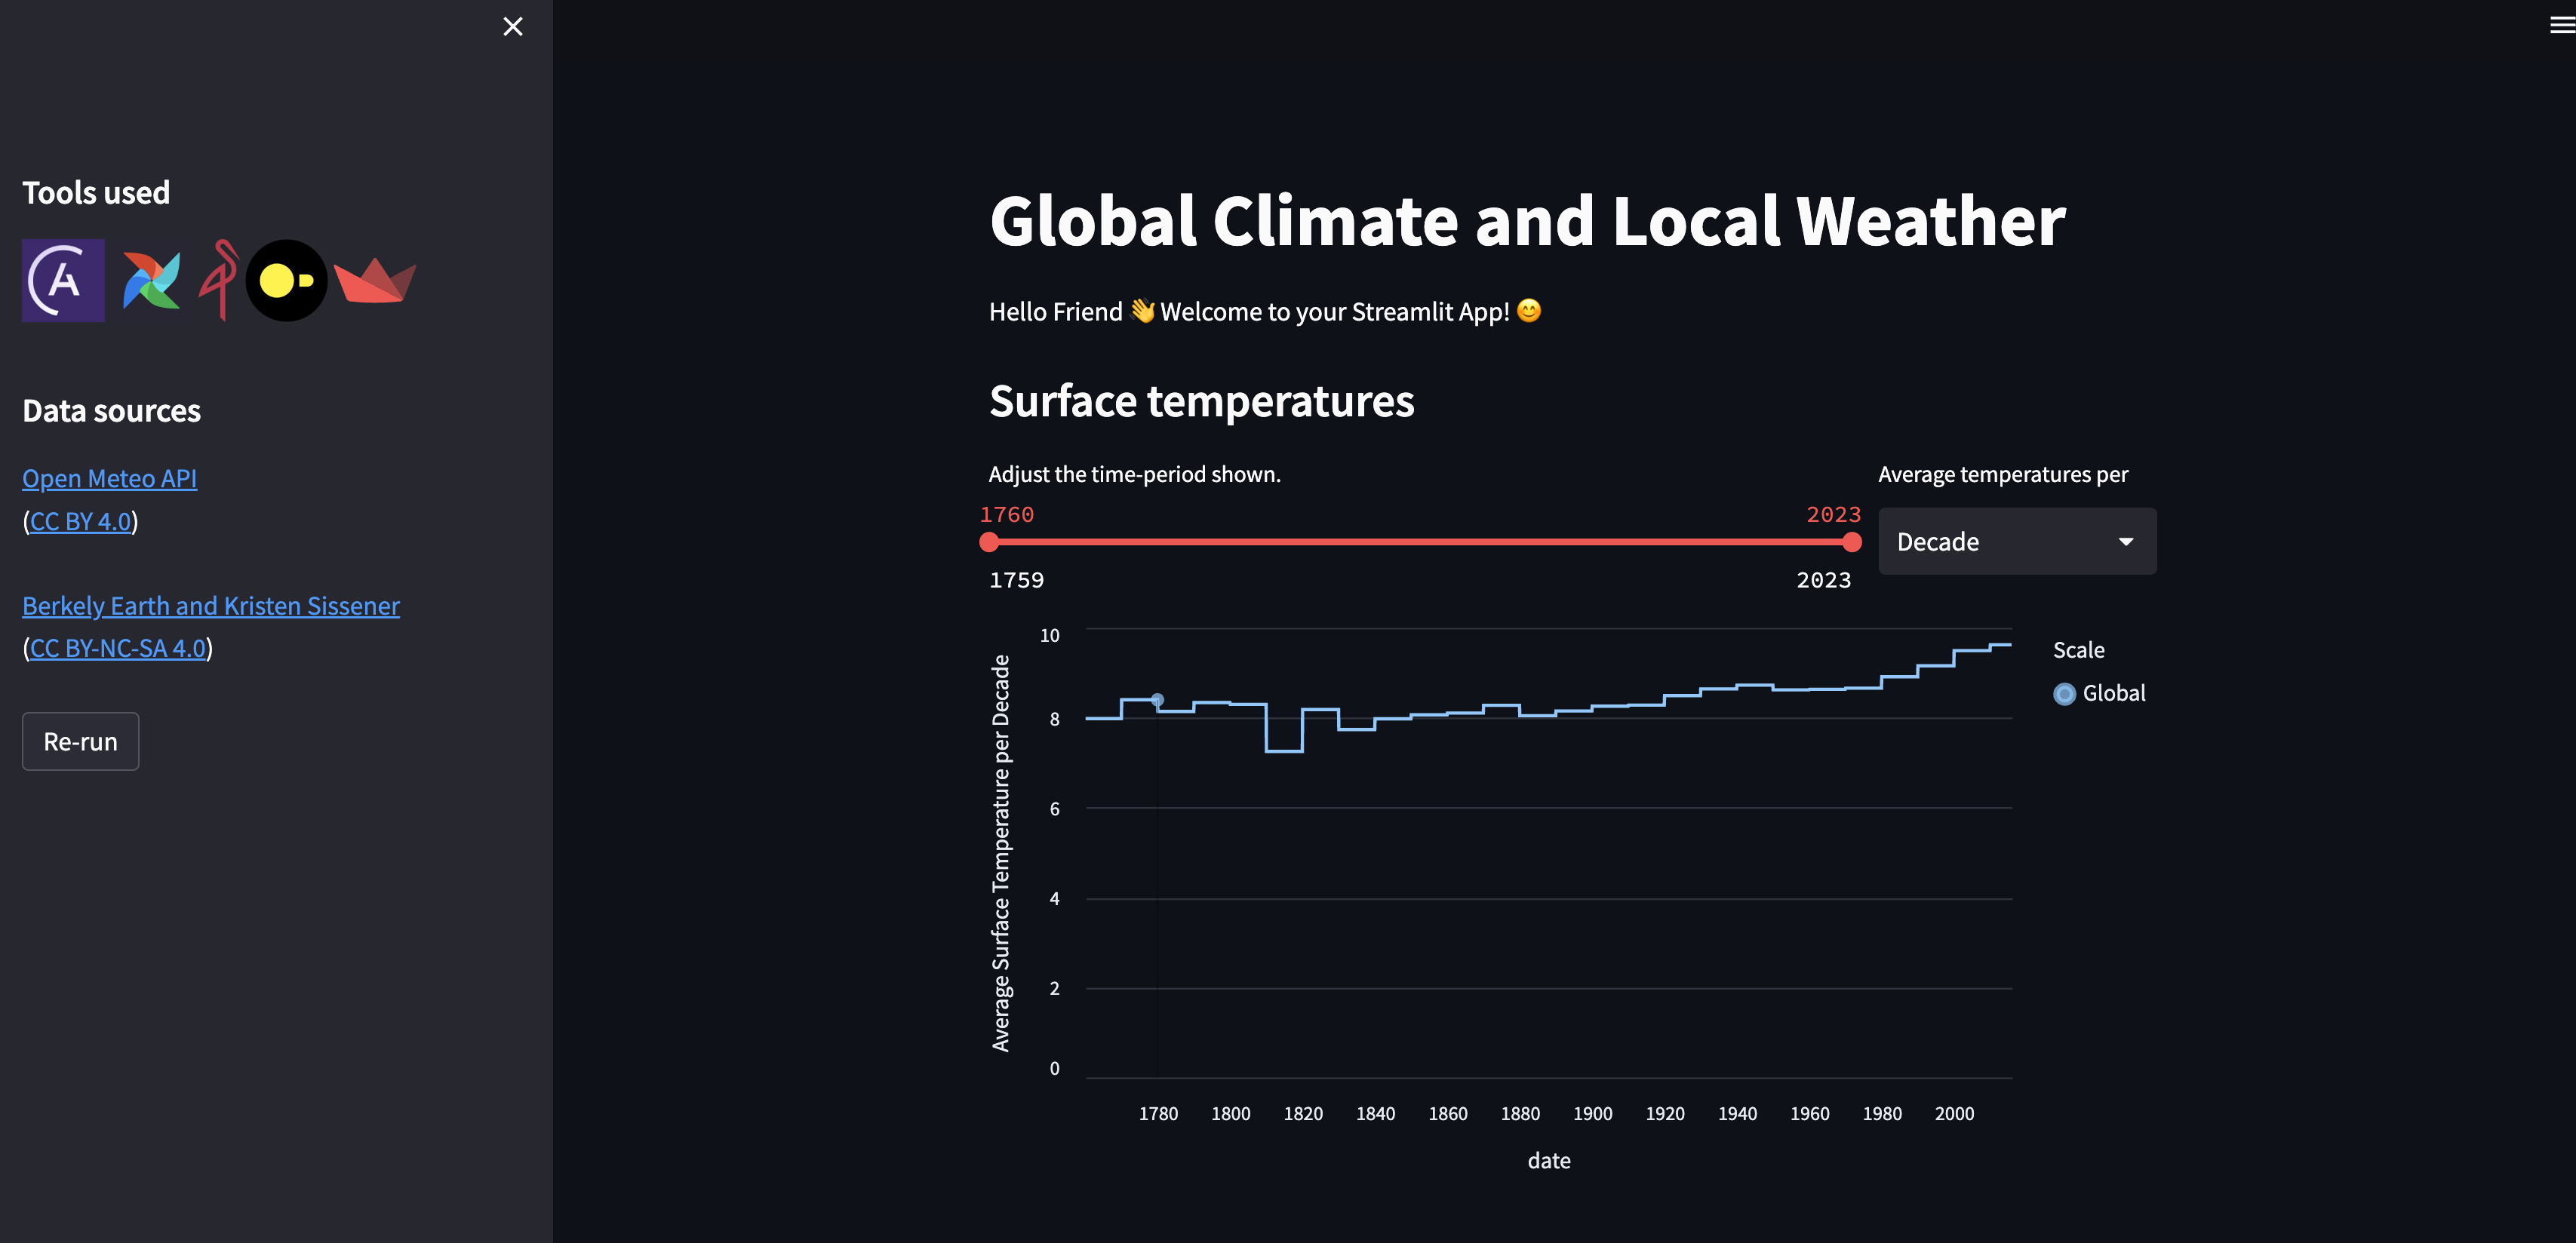 Tools used
Data sources
Open Meteo API
(CC BY 4.0)
Berkely Earth and Kristen Sissener
(CC BY-NC-SA 4.0)
Re-run
Global Climate and Local Weather
Hello Friend 👋 Welcome to your Streamlit App! 😊
Surface temperatures
Adjust the time-period shown.
1760 2023
1759 2023
Average temperatures per
Decade
Average Surface Temperature per Decade
10
8
6
4
2
0
1780 1800 1820 1840 1860 1880 1900 1920 1940 1960 1980 2000
date
Scale
Global